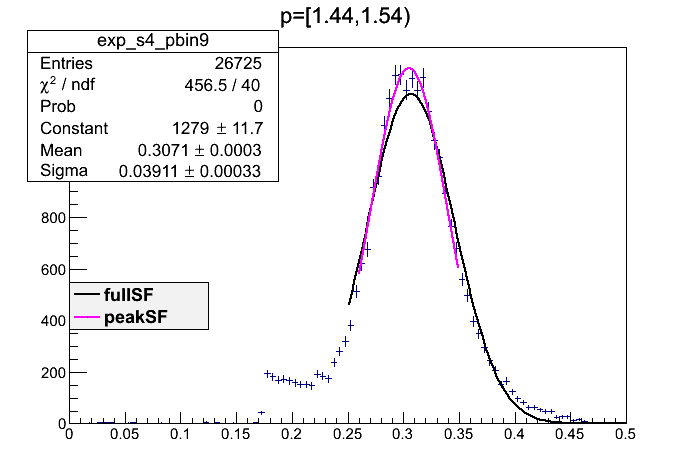 p=[1.44,1.54)
exp_s4_pbin9
Entries 26725
χ² / ndf 456.5 / 40
Prob 0
Constant 1279 ± 11.7
Mean 0.3071 ± 0.0003
Sigma 0.03911 ± 0.00033
800
600
fullSF
peakSF
400
200
0
0 0.05 0.1 0.15 0.2 0.25 0.3 0.35 0.4 0.45 0.5